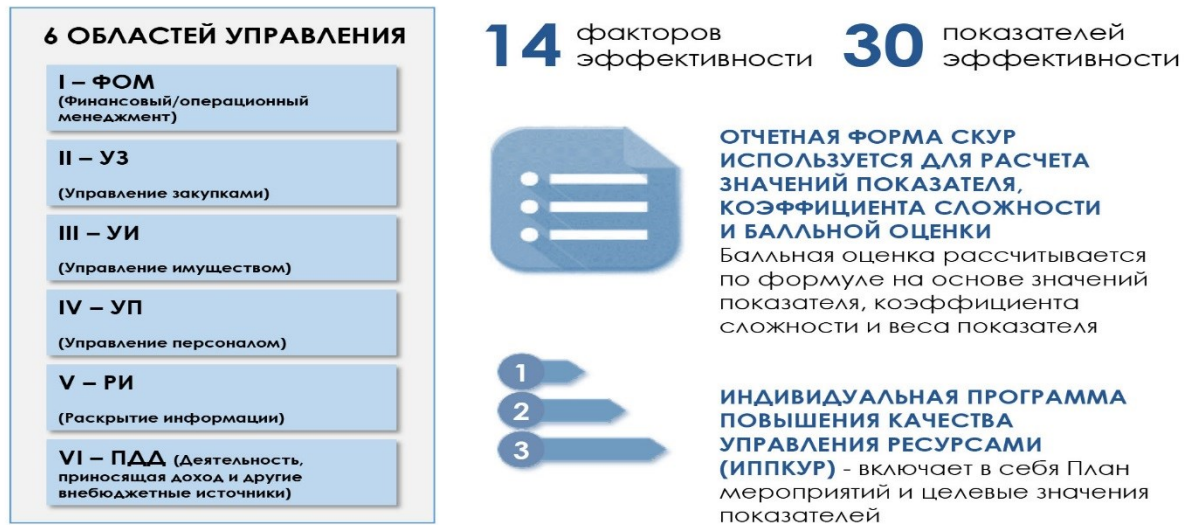 6 ОБЛАСТЕЙ УПРАВЛЕНИЯ
I – ФОМ
(Финансовый/операционный
менеджмент)
II – УЗ
(Управление закупками)
III – УИ
(Управление имуществом)
IV – УП
(Управление персоналом)
V – РИ
(Раскрытие информации)
VI – ПДД (Деятельность,
приносящая доход и другие
внебюджетные источники)
14 факторов
эффективности
30 показателей
эффективности
ОТЧЕТНАЯ ФОРМА СКУР
ИСПОЛЬЗУЕТСЯ ДЛЯ РАСЧЕТА
ЗНАЧЕНИЙ ПОКАЗАТЕЛЯ,
КОЭФФИЦИЕНТА СЛОЖНОСТИ
И БАЛЛЬНОЙ ОЦЕНКИ
Балльная оценка рассчитывается
по формуле на основе значений
показателя, коэффициента
сложности и веса показателя
1
2
3
ИНДИВИДУАЛЬНАЯ ПРОГРАММА
ПОВЫШЕНИЯ КАЧЕСТВА
УПРАВЛЕНИЯ РЕСУРСАМИ
(ИППКУР) - включает в себя План
мероприятий и целевые значения
показателей